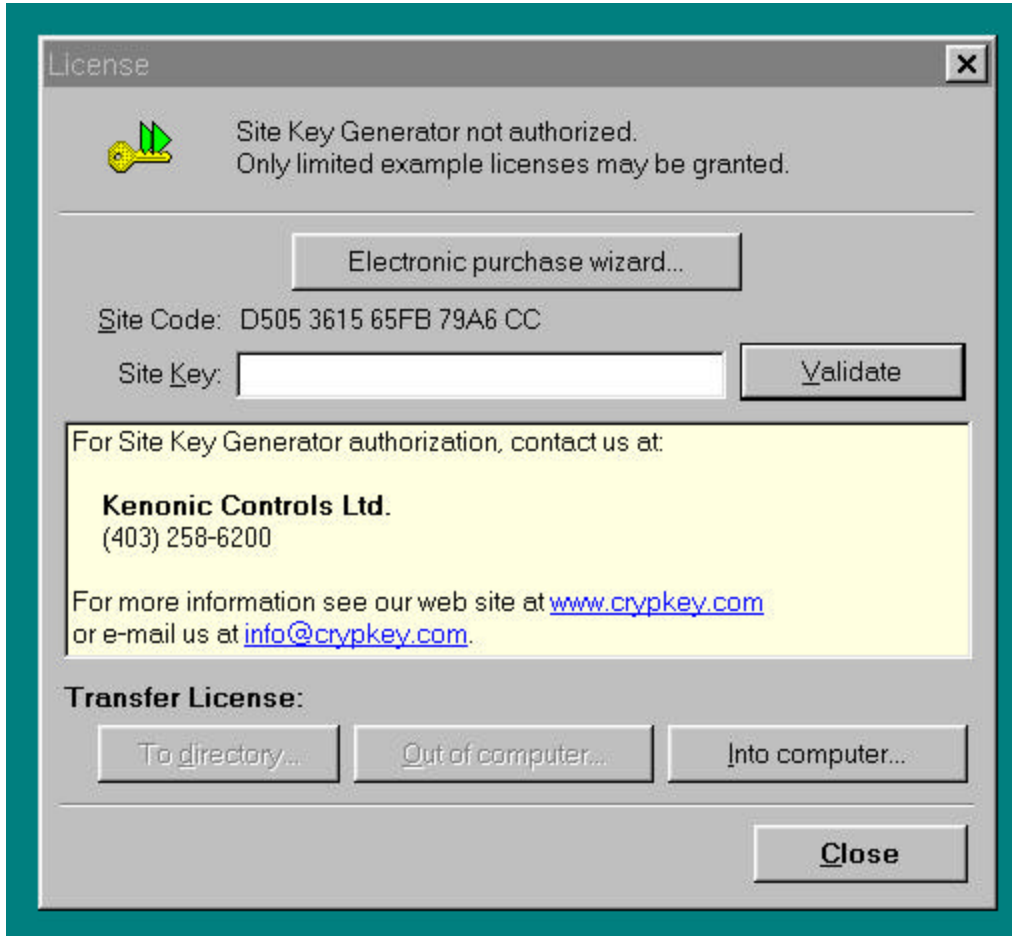 License
Site Key Generator not authorized.
Only limited example licenses may be granted.
Electronic purchase wizard...
Site Code: D505 3615 65FB 79A6 CC
Site Key:
Validate
For Site Key Generator authorization, contact us at:
Kenonic Controls Ltd.
(403) 258-6200
For more information see our web site at www.crypkey.com
or e-mail us at info@crypkey.com.
Transfer License:
To directory... Out of computer... Into computer...
Close